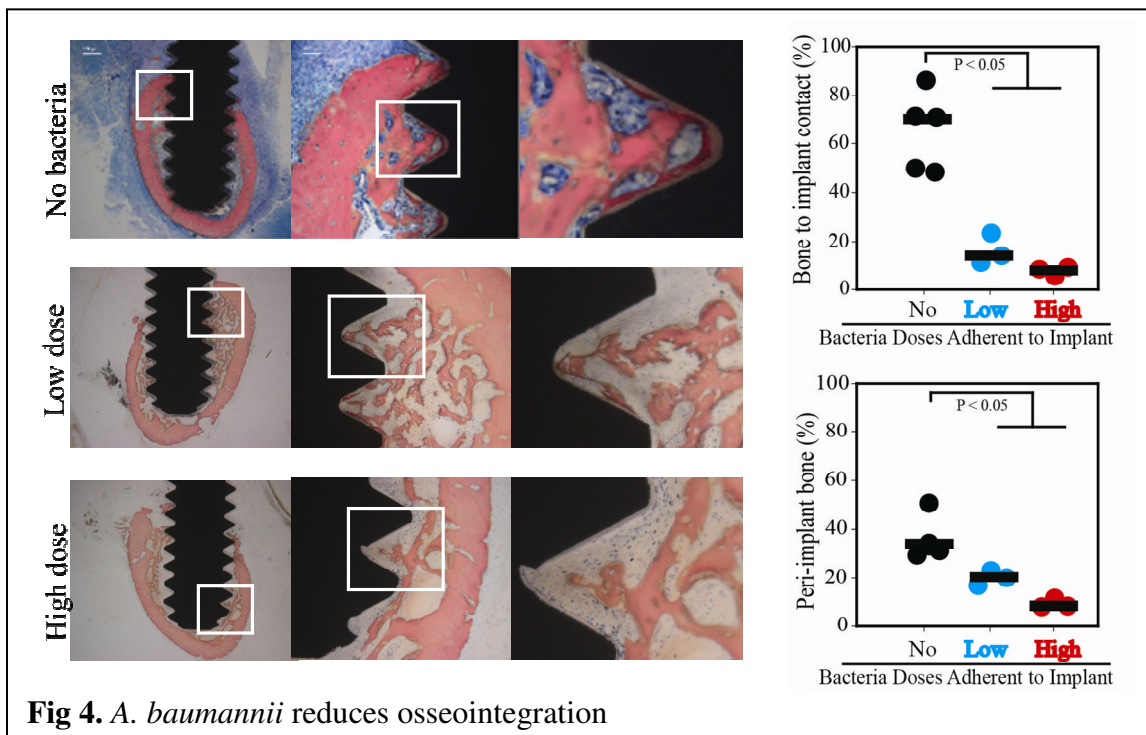 No bacteria
Low dose
High dose
Bone to implant contact (%)
100
80
60
40
20
0
P < 0.05
No Low High
Bacteria Doses Adherent to Implant
Peri-implant bone (%)
100
80
60
40
20
0
P < 0.05
No Low High
Bacteria Doses Adherent to Implant
Fig 4. A. baumannii reduces osseointegration